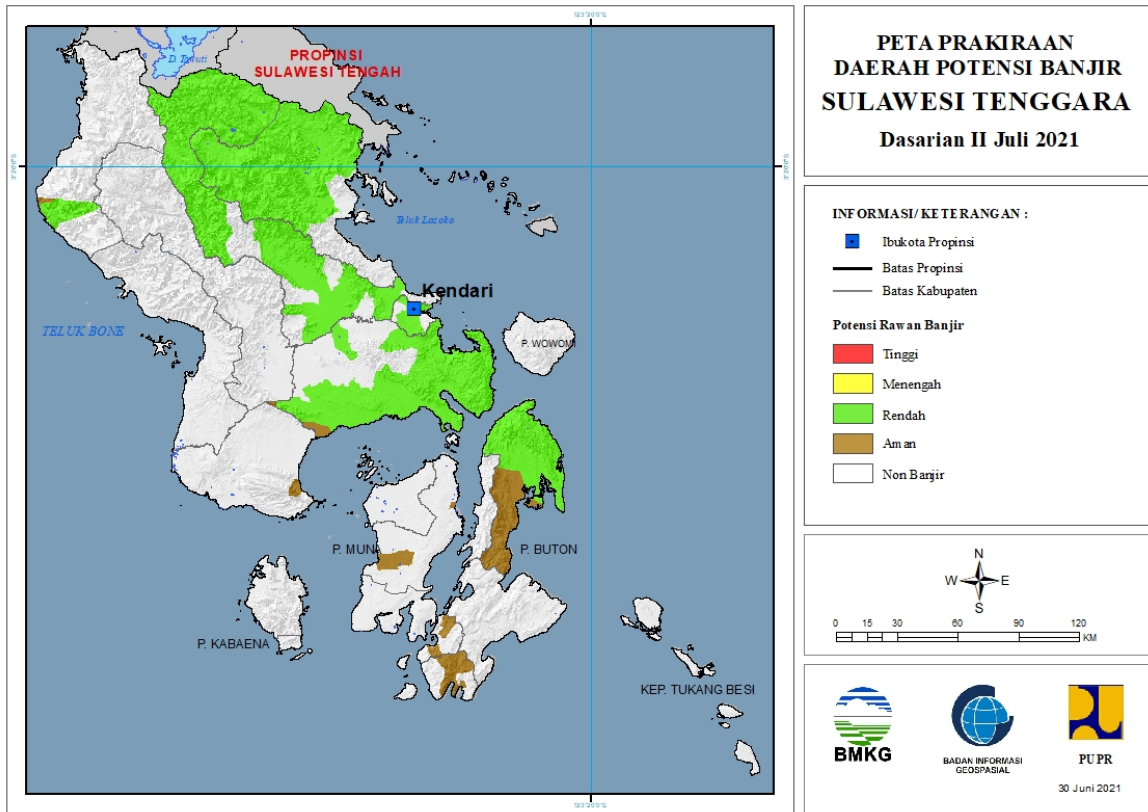 PETA PRAKIRAAN
DAERAH POTENSI BANJIR
SULAWESI TENGGARA
Dasarian II Juli 2021
INFORMASI/ KETERANGAN :
Ibukota Propinsi
Batas Propinsi
Batas Kabupaten
Potensi Rawan Banjir
Tinggi
Menengah
Rendah
Aman
Non Banjir
N
W E
S
0 15 30 60 90 120
KM
BMKG
BADAN INFORMASI
GEOSPASIAL
PUPR
30 Juni 2021
PROPINSI
SULAWESI TENGAH
Kendari
TELUK BONE
P. WOWONI
P. MUNA
P. BUTON
P. KABAENA
KEP. TUKANG BESI